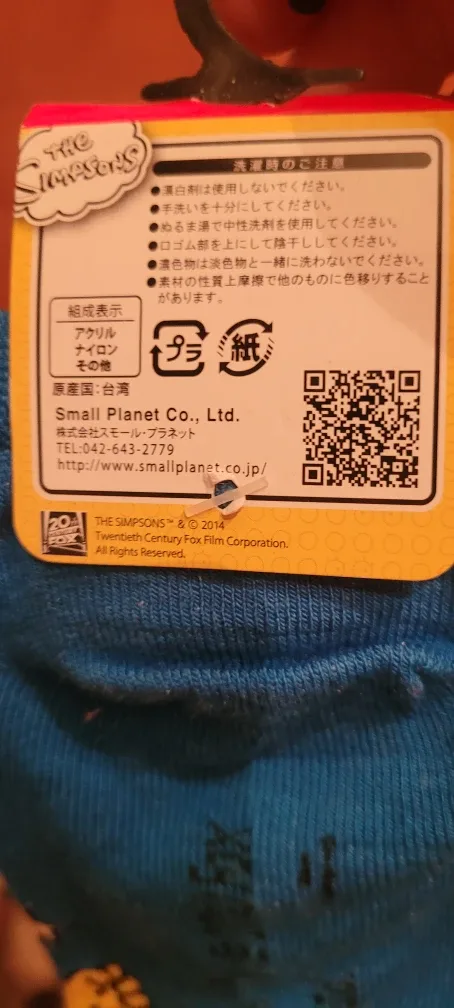 THE
SIMPSONS
洗濯時のご注意
●漂白剤は使用しないでください。
●手洗いを十分にしてください。
●ぬるま湯で中性洗剤を使用してください。
●口ゴム部を上にして陰干ししてください。
●濃色物は淡色物と一緒に洗わないでください。
●素材の性質上摩擦で他のものに色移りすること
があります。
組成表示
アクリル
ナイロン
その他
プラ
紙
原産国：台湾
Small Planet Co., Ltd.
株式会社スモール・プラネット
TEL:042-643-2779
http://www.smallplanet.co.jp/
20th
CENTURY
FOX
THE SIMPSONS™ & © 2014
Twentieth Century Fox Film Corporation.
All Rights Reserved.